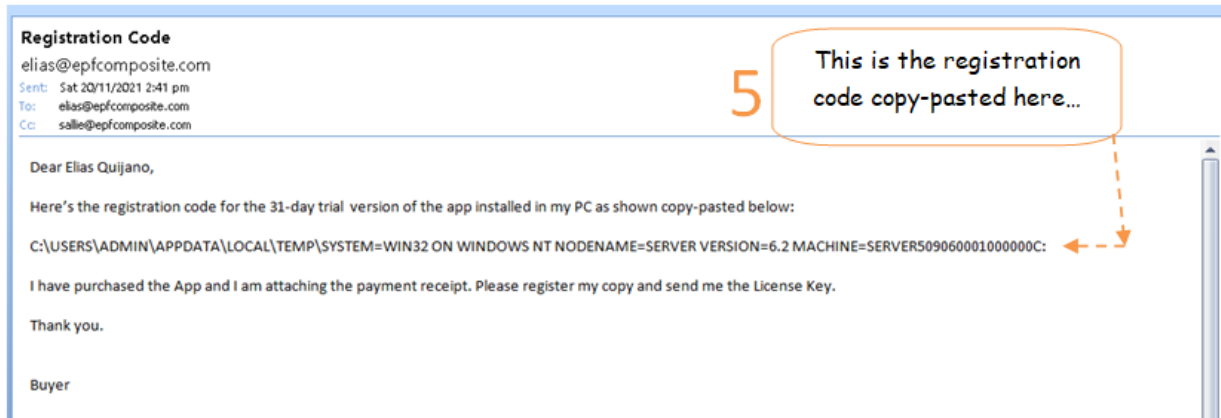 Registration Code
elias@epfcomposite.com
Sent: Sat 20/11/2021 2:41 pm
To: elias@epfcomposite.com
Cc: sallie@epfcomposite.com
5
This is the registration
code copy-pasted here...
Dear Elias Quijano,
Here's the registration code for the 31-day trial version of the app installed in my PC as shown copy-pasted below:
C:\USERS\ADMIN\APPDATA\LOCAL\TEMP\SYSTEM=WIN32 ON WINDOWS NT NODENAME=SERVER VERSION=6.2 MACHINE=SERVER509060001000000C:
I have purchased the App and I am attaching the payment receipt. Please register my copy and send me the License Key.
Thank you.
Buyer